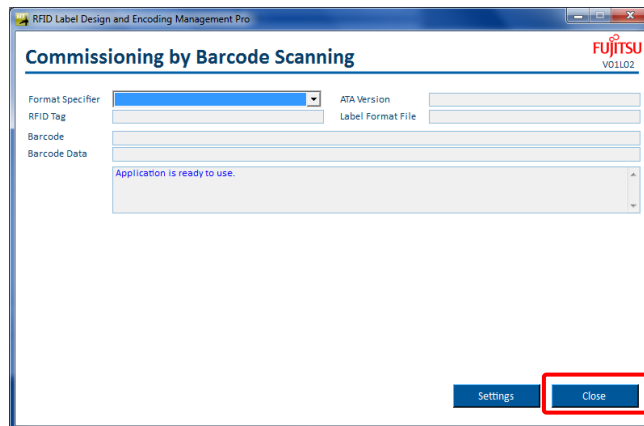 RFID Label Design and Encoding Management Pro
Commissioning by Barcode Scanning
FUJITSU
V01L02
Format Specifier
ATA Version
RFID Tag
Label Format File
Barcode
Barcode Data
Application is ready to use.
Settings
Close